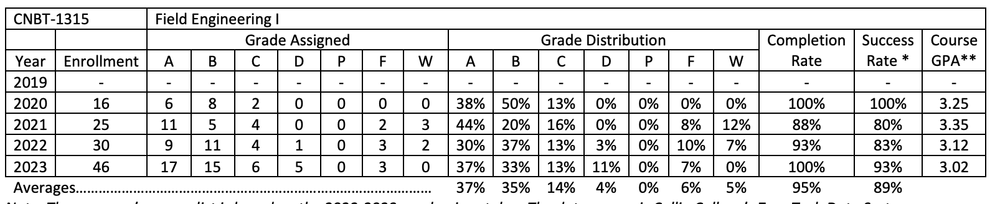 CNBT-1315 Field Engineering I
Grade Assigned Grade Distribution Completion Success Course
Year Enrollment A B C D P F W A B C D P F W Rate Rate * GPA**
2019 - - - - - - - - - - - - - - - - - -
2020 16 6 8 2 0 0 0 0 38% 50% 13% 0% 0% 0% 0% 100% 100% 3.25
2021 25 11 5 4 0 0 2 3 44% 20% 16% 0% 0% 8% 12% 88% 80% 3.35
2022 30 9 11 4 1 0 3 2 30% 37% 13% 3% 0% 10% 7% 93% 83% 3.12
2023 46 17 15 6 5 0 3 0 37% 33% 13% 11% 0% 7% 0% 100% 93% 3.02
Averages................................................................................................ 37% 35% 14% 4% 0% 6% 5% 95% 89%